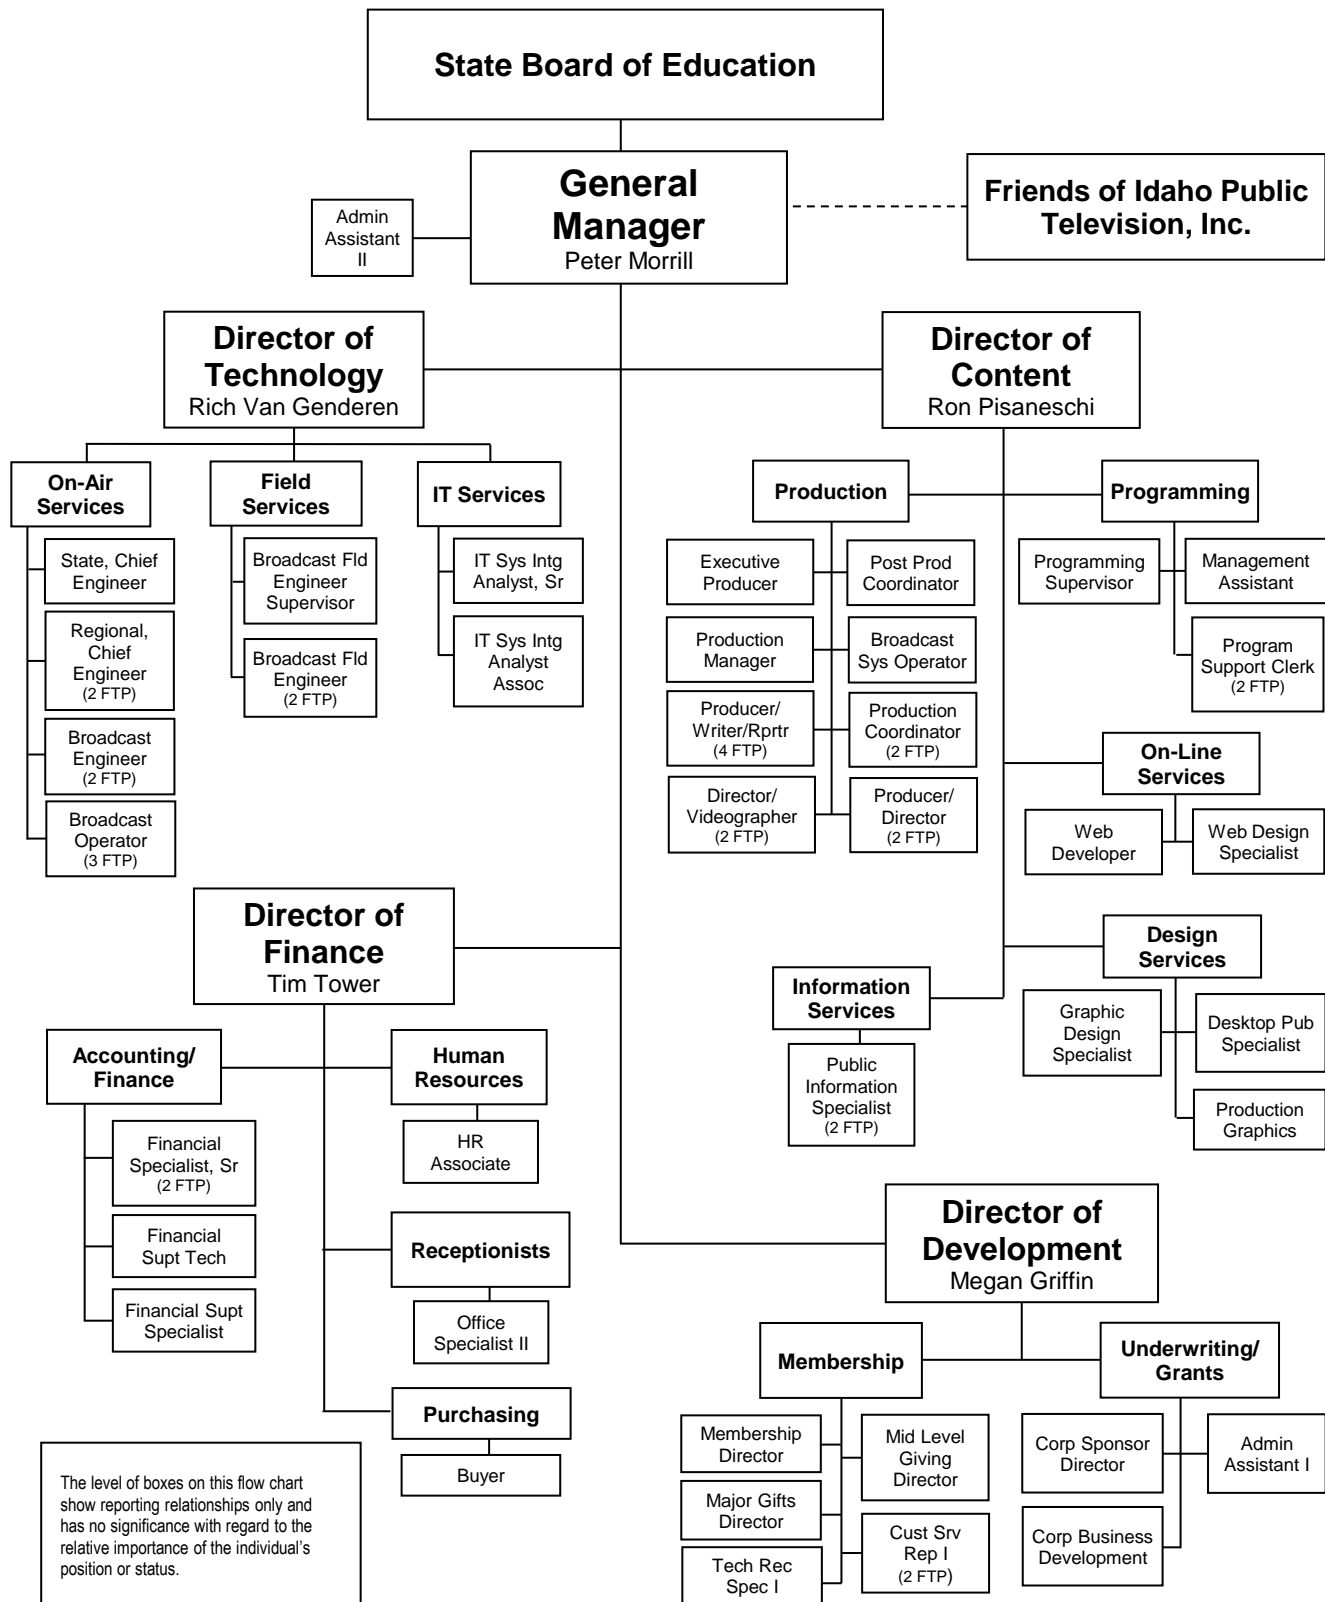 State Board of Education
General
Manager
Peter Morrill
Friends of Idaho Public
Television, Inc.
Admin
Assistant
II
Director of
Technology
Rich Van Genderen
Director of
Content
Ron Pisaneschi
On-Air
Services
Field
Services
IT Services
State, Chief
Engineer
Regional,
Chief
Engineer
(2 FTP)
Broadcast
Engineer
(2 FTP)
Broadcast
Operator
(3 FTP)
Broadcast Fld
Engineer
Supervisor
Broadcast Fld
Engineer
(2 FTP)
IT Sys Intg
Analyst, Sr
IT Sys Intg
Analyst
Assoc
Production
Programming
Executive
Producer
Post Prod
Coordinator
Production
Manager
Broadcast
Sys Operator
Producer/
Writer/Rprtr
(4 FTP)
Production
Coordinator
(2 FTP)
Director/
Videographer
(2 FTP)
Producer/
Director
(2 FTP)
Programming
Supervisor
Management
Assistant
Program
Support Clerk
(2 FTP)
On-Line
Services
Web
Developer
Web Design
Specialist
Design
Services
Graphic
Design
Specialist
Desktop Pub
Specialist
Production
Graphics
Information
Services
Public
Information
Specialist
(2 FTP)
Director of
Finance
Tim Tower
Accounting/
Finance
Human
Resources
Financial
Specialist, Sr
(2 FTP)
Financial
Supt Tech
Financial Supt
Specialist
HR
Associate
Receptionists
Office
Specialist II
Purchasing
Buyer
Director of
Development
Megan Griffin
Membership
Underwriting/
Grants
Membership
Director
Mid Level
Giving
Director
Major Gifts
Director
Cust Srv
Rep I
(2 FTP)
Tech Rec
Spec I
Corp Sponsor
Director
Admin
Assistant I
Corp Business
Development
The level of boxes on this flow chart
show reporting relationships only and
has no significance with regard to the
relative importance of the individual's
position or status.